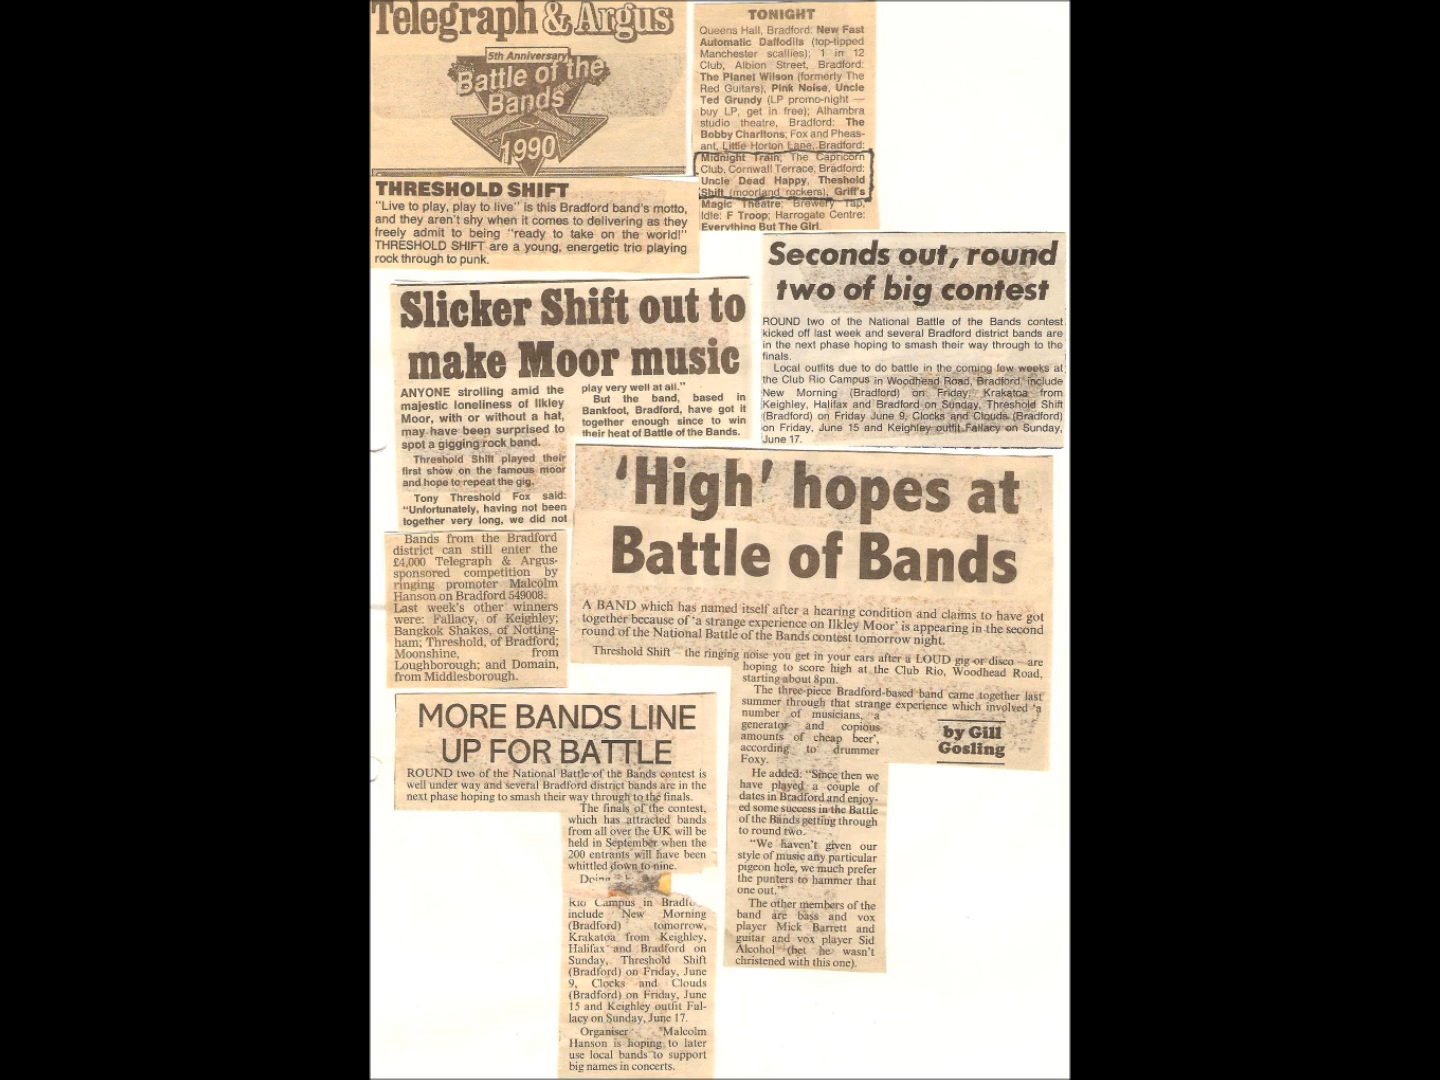 Telegraph & Argus
5th Anniversary
Battle of the
Bands
1990
THRESHOLD SHIFT
"Live to play, play to live" is this Bradford band's motto,
and they aren't shy when it comes to delivering as they
freely admit to being "ready to take on the world!"
THRESHOLD SHIFT are a young, energetic trio playing
rock through to punk.
TONIGHT
Queens Hall, Bradford: New Fast
Automatic Daffodils (top-tipped
Manchester scallies); 1 in 12
Club, Albion Street, Bradford:
The Planet Wilson (formerly The
Red Guitars), Pink Noise, Uncle
Ted Grundy (LP promo-night —
buy LP, get in free); Alhambra
studio theatre, Bradford: The
Bobby Charltons; Fox and Pheas-
ant, Little Horton Lane, Bradford:
Midnight Train; The Capricorn
Club, Cornwall Terrace, Bradford:
Uncle Dead Happy, Theshold
Shift (moorland rockers), Griff's
Magic Theatre; Brewery Tap,
Idle: F Troop; Harrogate Centre:
Everything But The Girl.
Seconds out, round
two of big contest
ROUND two of the National Battle of the Bands contest
kicked off last week and several Bradford district bands are
in the next phase hoping to smash their way through to the
finals.
Local outfits due to do battle in the coming few weeks at
the Club Rio Campus in Woodhead Road, Bradford, include
New Morning (Bradford) on Friday, Krakatoa from
Keighley, Halifax and Bradford on Sunday, Threshold Shift
(Bradford) on Friday June 9, Clocks and Clouds (Bradford)
on Friday, June 15 and Keighley outfit Fallacy on Sunday,
June 17.
Slicker Shift out to
make Moor music
ANYONE strolling amid the
majestic loneliness of Ilkley
Moor, with or without a hat,
may have been surprised to
spot a gigging rock band.
Threshold Shift played their
first show on the famous moor
and hope to repeat the gig.
Tony Threshold Fox said:
"Unfortunately, having not been
together very long, we did not
play very well at all."
But the band, based in
Bankfoot, Bradford, have got it
together enough since to win
their heat of Battle of the Bands.
Bands from the Bradford
district can still enter the
£4,000 Telegraph & Argus-
sponsored competition by
ringing promoter Malcolm
Hanson on Bradford 549008.
Last week's other winners
were: Fallacy, of Keighley;
Bangkok Shakes, of Notting-
ham; Threshold, of Bradford;
Moonshine, from
Loughborough; and Domain,
from Middlesborough.
'High' hopes at
Battle of Bands
A BAND which has named itself after a hearing condition and claims to have got
together because of 'a strange experience on Ilkley Moor' is appearing in the second
round of the National Battle of the Bands contest tomorrow night.
Threshold Shift – the ringing noise you get in your ears after a LOUD gig or disco – are
hoping to score high at the Club Rio, Woodhead Road,
starting about 8pm.
The three-piece Bradford-based band came together last
summer through that strange experience which involved 'a
number of musicians, a
generator and copious
amounts of cheap beer',
according to drummer
Foxy.
by Gill
Gosling
He added: "Since then we
have played a couple of
dates in Bradford and enjoy-
ed some success in the Battle
of the Bands getting through
to round two.
"We haven't given our
style of music any particular
pigeon hole, we much prefer
the punters to hammer that
one out."
The other members of the
band are bass and vox
player Mick Barrett and
guitar and vox player Sid
Alcohol (bet he wasn't
christened with this one).
MORE BANDS LINE
UP FOR BATTLE
ROUND two of the National Battle of the Bands contest is
well under way and several Bradford district bands are in the
next phase hoping to smash their way through to the finals.
The finals of the contest,
which has attracted bands
from all over the UK will be
held in September when the
200 entrants will have been
whittled down to nine.
Doing
Rio Campus in
include New Morning
(Bradford) tomorrow,
Krakatoa from Keighley,
Halifax and Bradford on
Sunday, Threshold Shift
(Bradford) on Friday, June
9, Clocks and Clouds
(Bradford) on Friday, June
15 and Keighley outfit Fal-
lacy on Sunday, June 17.
Organiser Malcolm
Hanson is hoping to later
use local bands to support
big names in concerts.